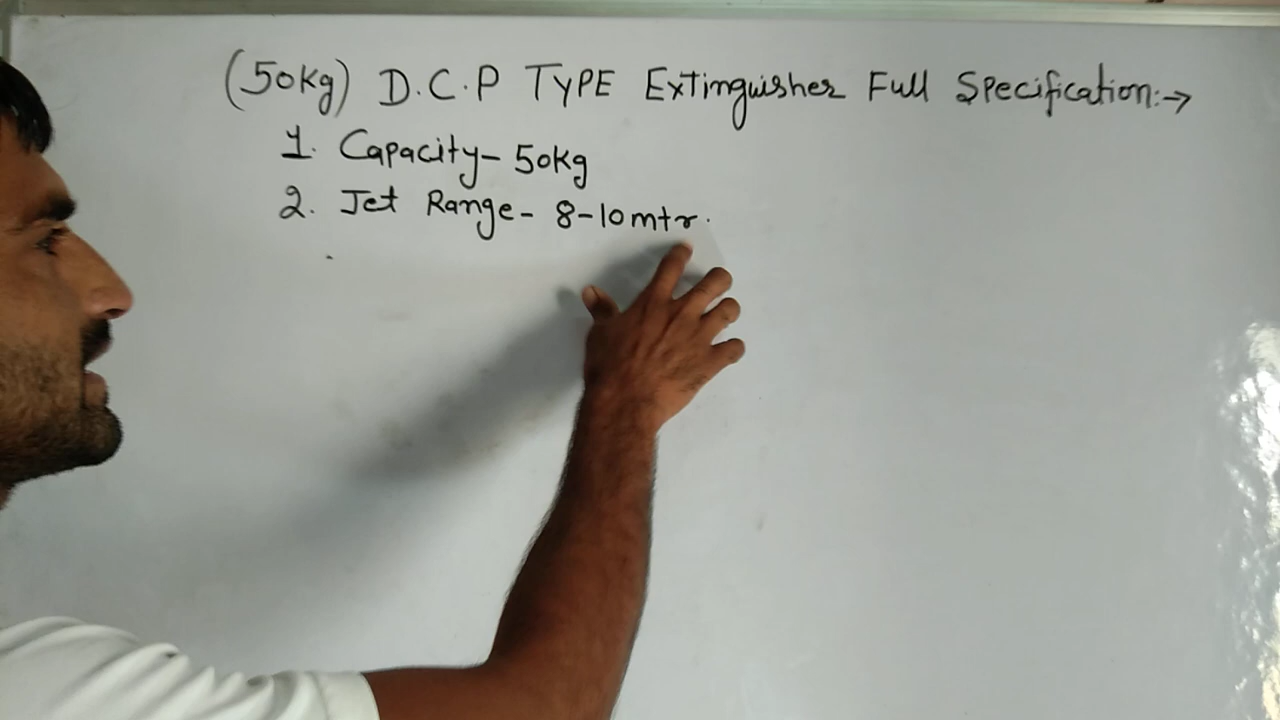 (50Kg) D.C.P TYPE Extinguisher Full Specification:->
1. Capacity- 50Kg
2. Jet Range- 8-10mtr.